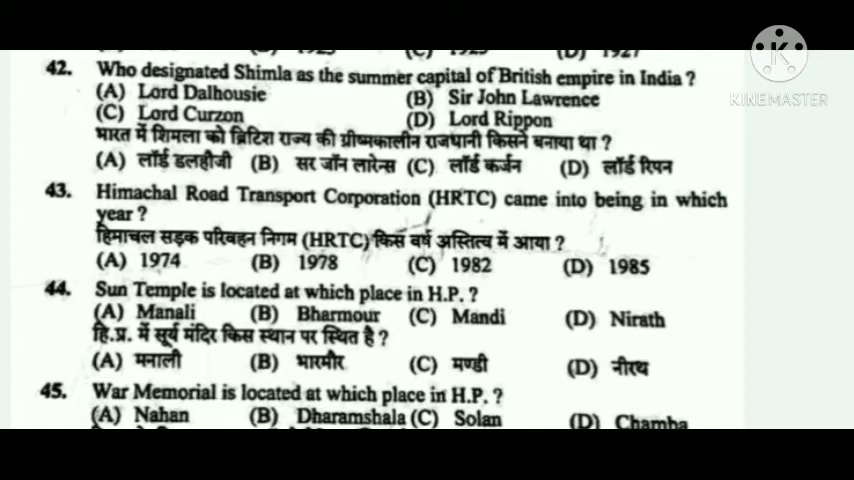 (D) 1927
42. Who designated Shimla as the summer capital of British empire in India ?
(A) Lord Dalhousie (B) Sir John Lawrence
(C) Lord Curzon (D) Lord Rippon
भारत में शिमला को ब्रिटिश राज्य की ग्रीष्मकालीन राजधानी किसने बनाया था ?
(A) लॉर्ड डलहौजी (B) सर जॉन लारेन्स (C) लॉर्ड कर्जन (D) लॉर्ड रिपन
43. Himachal Road Transport Corporation (HRTC) came into being in which
year ?
हिमाचल सड़क परिवहन निगम (HRTC) किस वर्ष अस्तित्व में आया ?
(A) 1974 (B) 1978 (C) 1982 (D) 1985
44. Sun Temple is located at which place in H.P. ?
(A) Manali (B) Bharmour (C) Mandi (D) Nirath
हि.प्र. में सूर्य मंदिर किस स्थान पर स्थित है ?
(A) मनाली (B) भारमौर (C) मण्डी (D) नीरथ
45. War Memorial is located at which place in H.P. ?
(A) Nahan (B) Dharamshala (C) Solan (D) Chamba
KINEMASTER